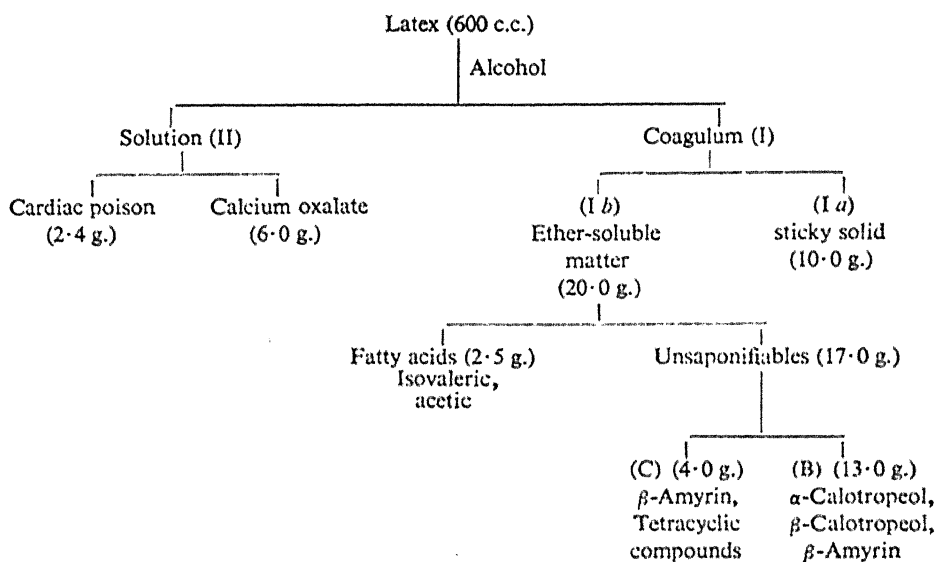 Latex (600 c.c.)
Alcohol
Solution (II)
Coagulum (I)
Cardiac poison
(2·4 g.)
Calcium oxalate
(6·0 g.)
(I b)
Ether-soluble
matter
(20·0 g.)
(I a)
sticky solid
(10·0 g.)
Fatty acids (2·5 g.)
Isovaleric,
acetic
Unsaponifiables (17·0 g.)
(C) (4·0 g.)
β-Amyrin,
Tetracyclic
compounds
(B) (13·0 g.)
α-Calotropeol,
β-Calotropeol,
β-Amyrin